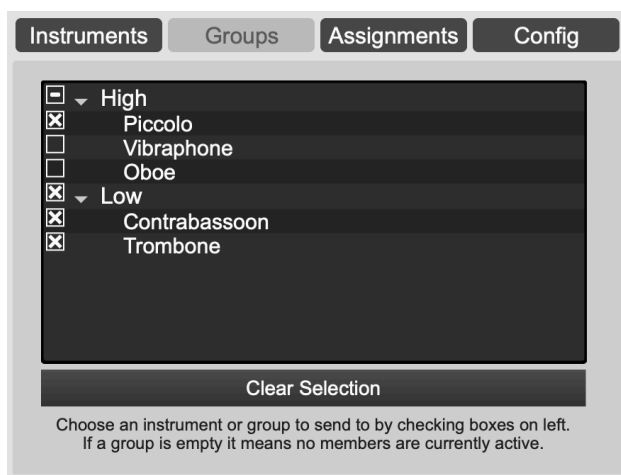 Instruments Groups Assignments Config
High
Piccolo
Vibraphone
Oboe
Low
Contrabassoon
Trombone
Clear Selection
Choose an instrument or group to send to by checking boxes on left.
If a group is empty it means no members are currently active.